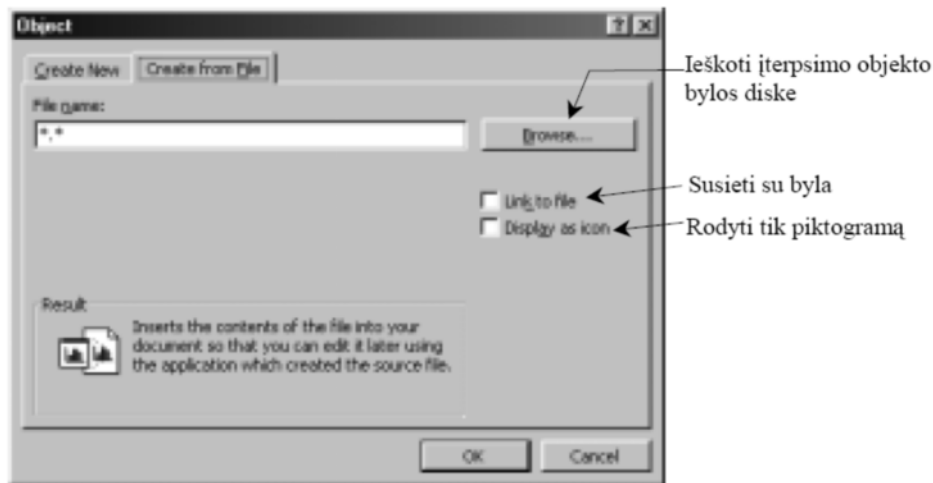 Object
Create New
Create from File
File name:
*.*
Browse....
Link to file
Display as icon
Result
Inserts the contents of the file into your
document so that you can edit it later using
the application which created the source file.
OK
Cancel
Ieškoti įterpsimo objekto
bylos diske
Susieti su byla
Rodyti tik piktogramą